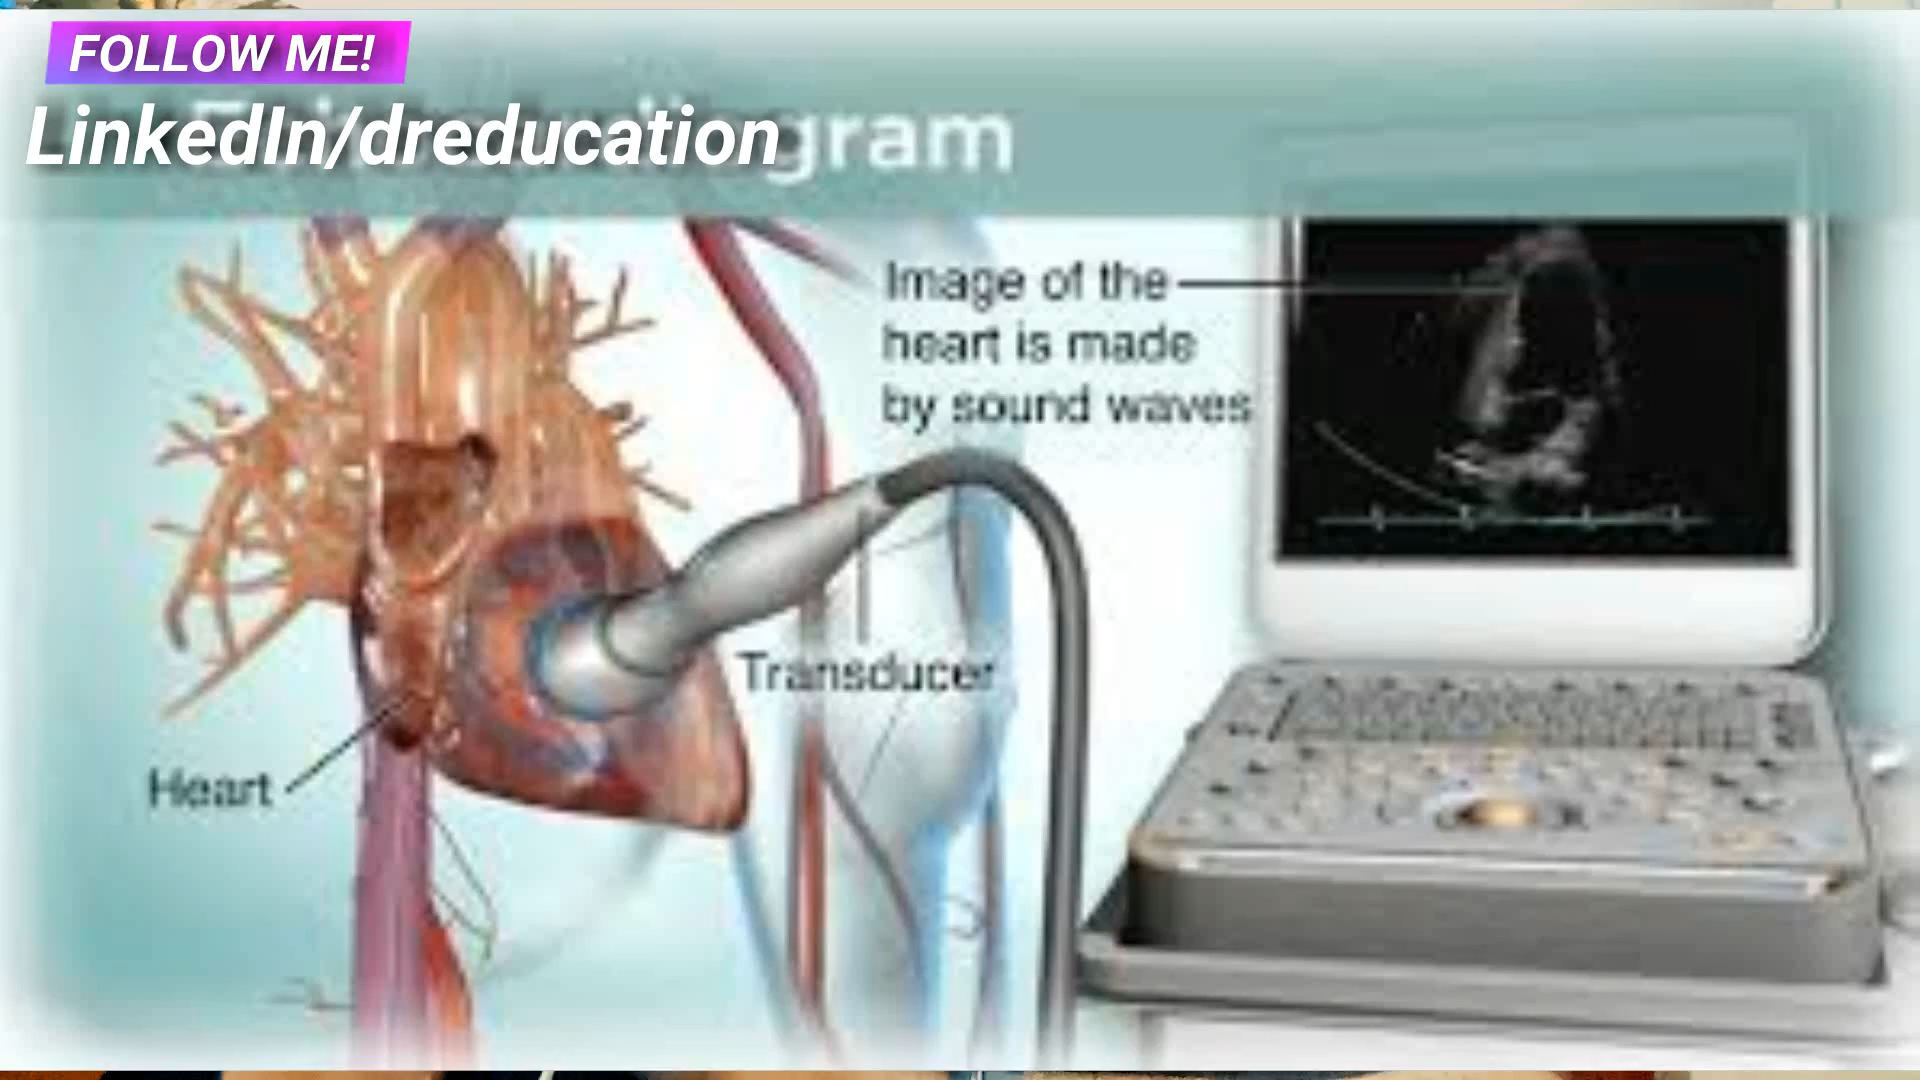 FOLLOW ME!
LinkedIn/dreducation
gram
Image of the
heart is made
by sound waves
Transducer
Heart